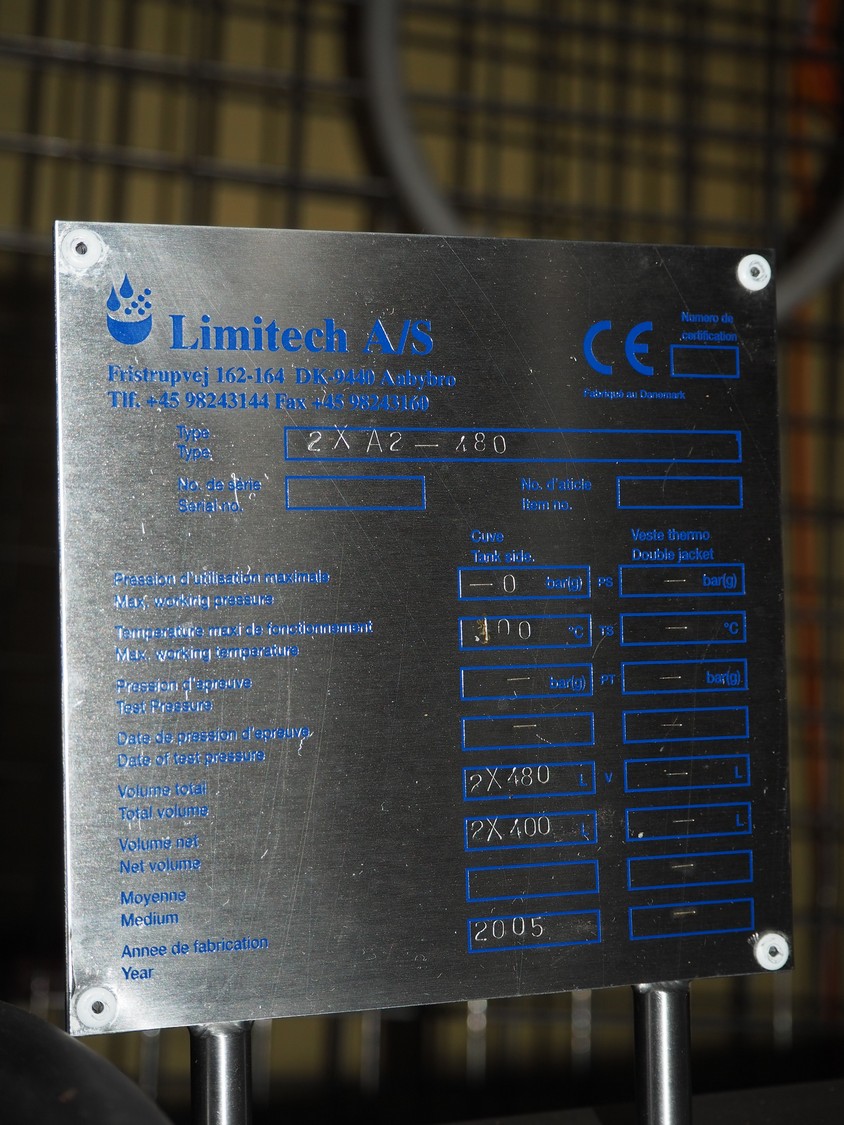 Limitech A/S
Fristrupvej 162-164 DK-9440 Aabybro
Tlf. +45 98243144 Fax +45 98243160
CE
Numero de
certification
Fabriqué au Danemark
Type
Type
2X A2 — 480
No. de série
Serial no.
No. d'aticle
Item no.
Cuve
Tank side.
Veste thermo.
Double jacket
Pression d'utilisation maximale
Max. working pressure
— 0 bar(g) PS — bar(g)
Temperature maxi de fonctionnement
Max. working temperature
100 °C TS — °C
Pression d'epreuve
Test Pressure
— bar(g) PT — bar(g)
Date de pression d'epreuve
Date of test pressure
— —
Volume total
Total volume
2X480 L V — L
Volume net
Net volume
2X400 L — L
Moyenne
Medium
—
Annee de fabrication
Year
2005 —